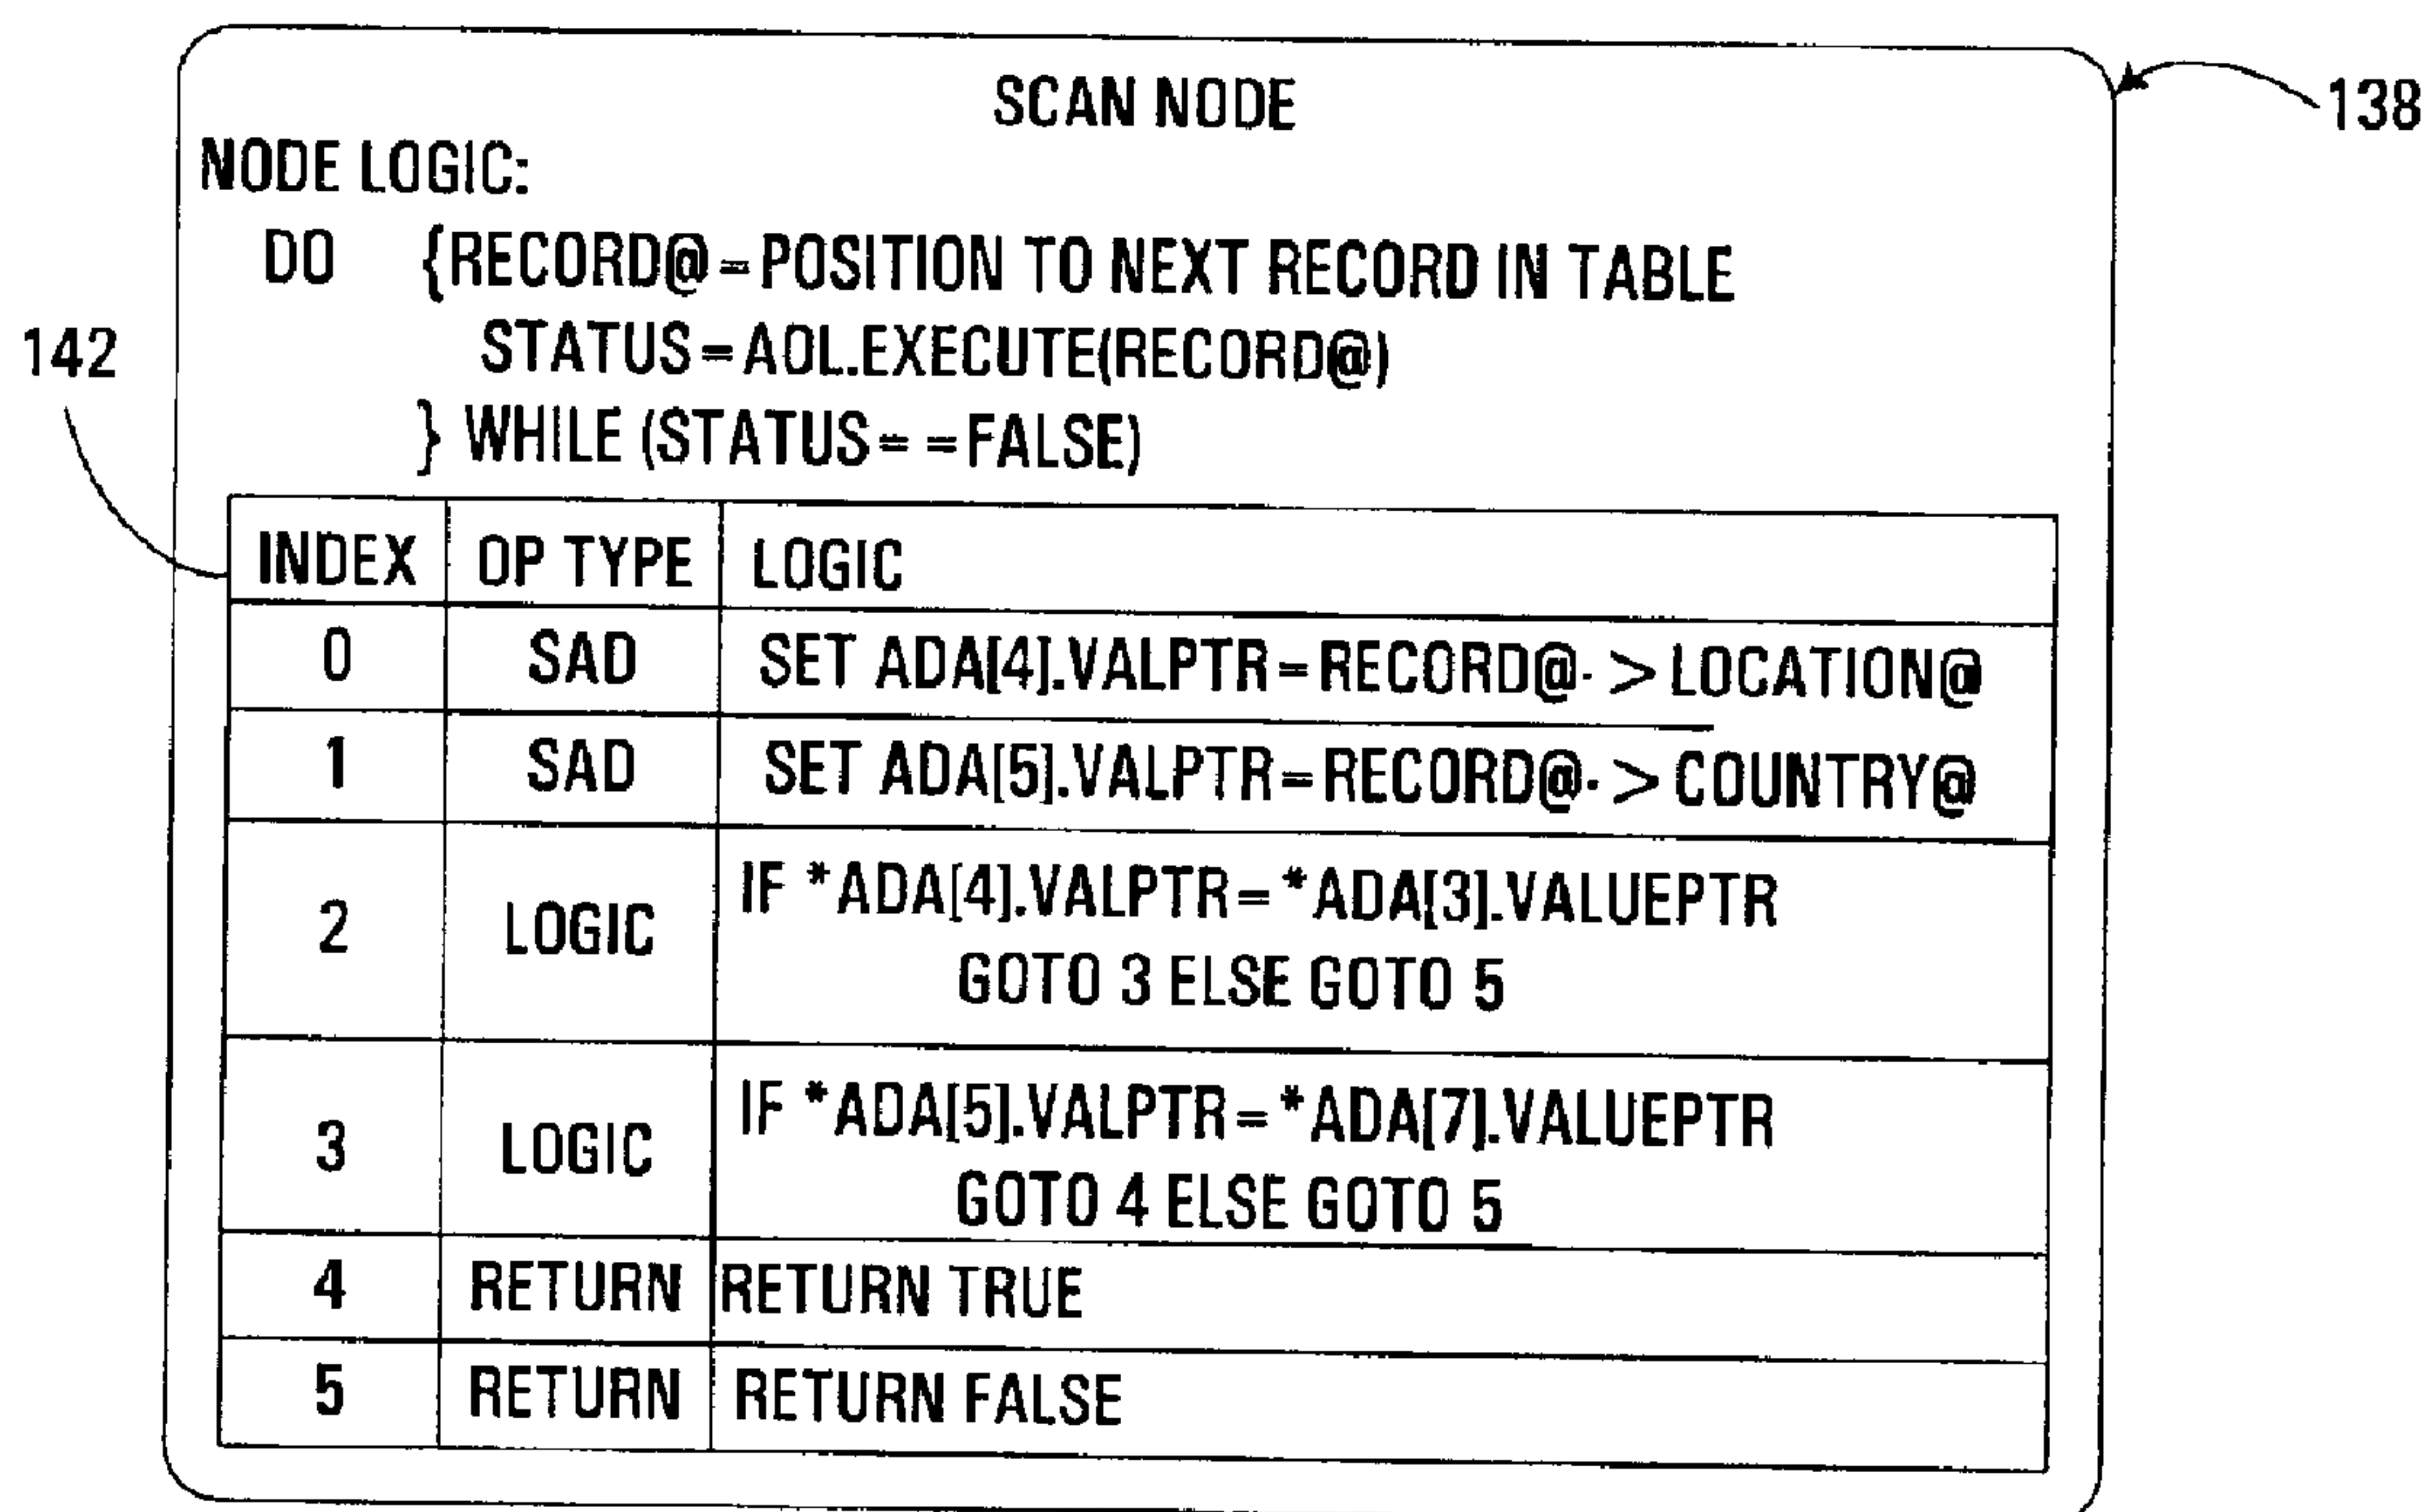 SCAN NODE
138
NODE LOGIC:
DO {RECORD@=POSITION TO NEXT RECORD IN TABLE
142
STATUS=AOL.EXECUTE(RECORD@)
} WHILE (STATUS= =FALSE)
INDEX OP TYPE LOGIC
0 SAD SET ADA[4].VALPTR=RECORD@- > LOCATION@
1 SAD SET ADA[5].VALPTR=RECORD@- > COUNTRY@
2 LOGIC IF *ADA[4].VALPTR= *ADA[3].VALUEPTR
GOTO 3 ELSE GOTO 5
3 LOGIC IF *ADA[5].VALPTR= *ADA[7].VALUEPTR
GOTO 4 ELSE GOTO 5
4 RETURN RETURN TRUE
5 RETURN RETURN FALSE